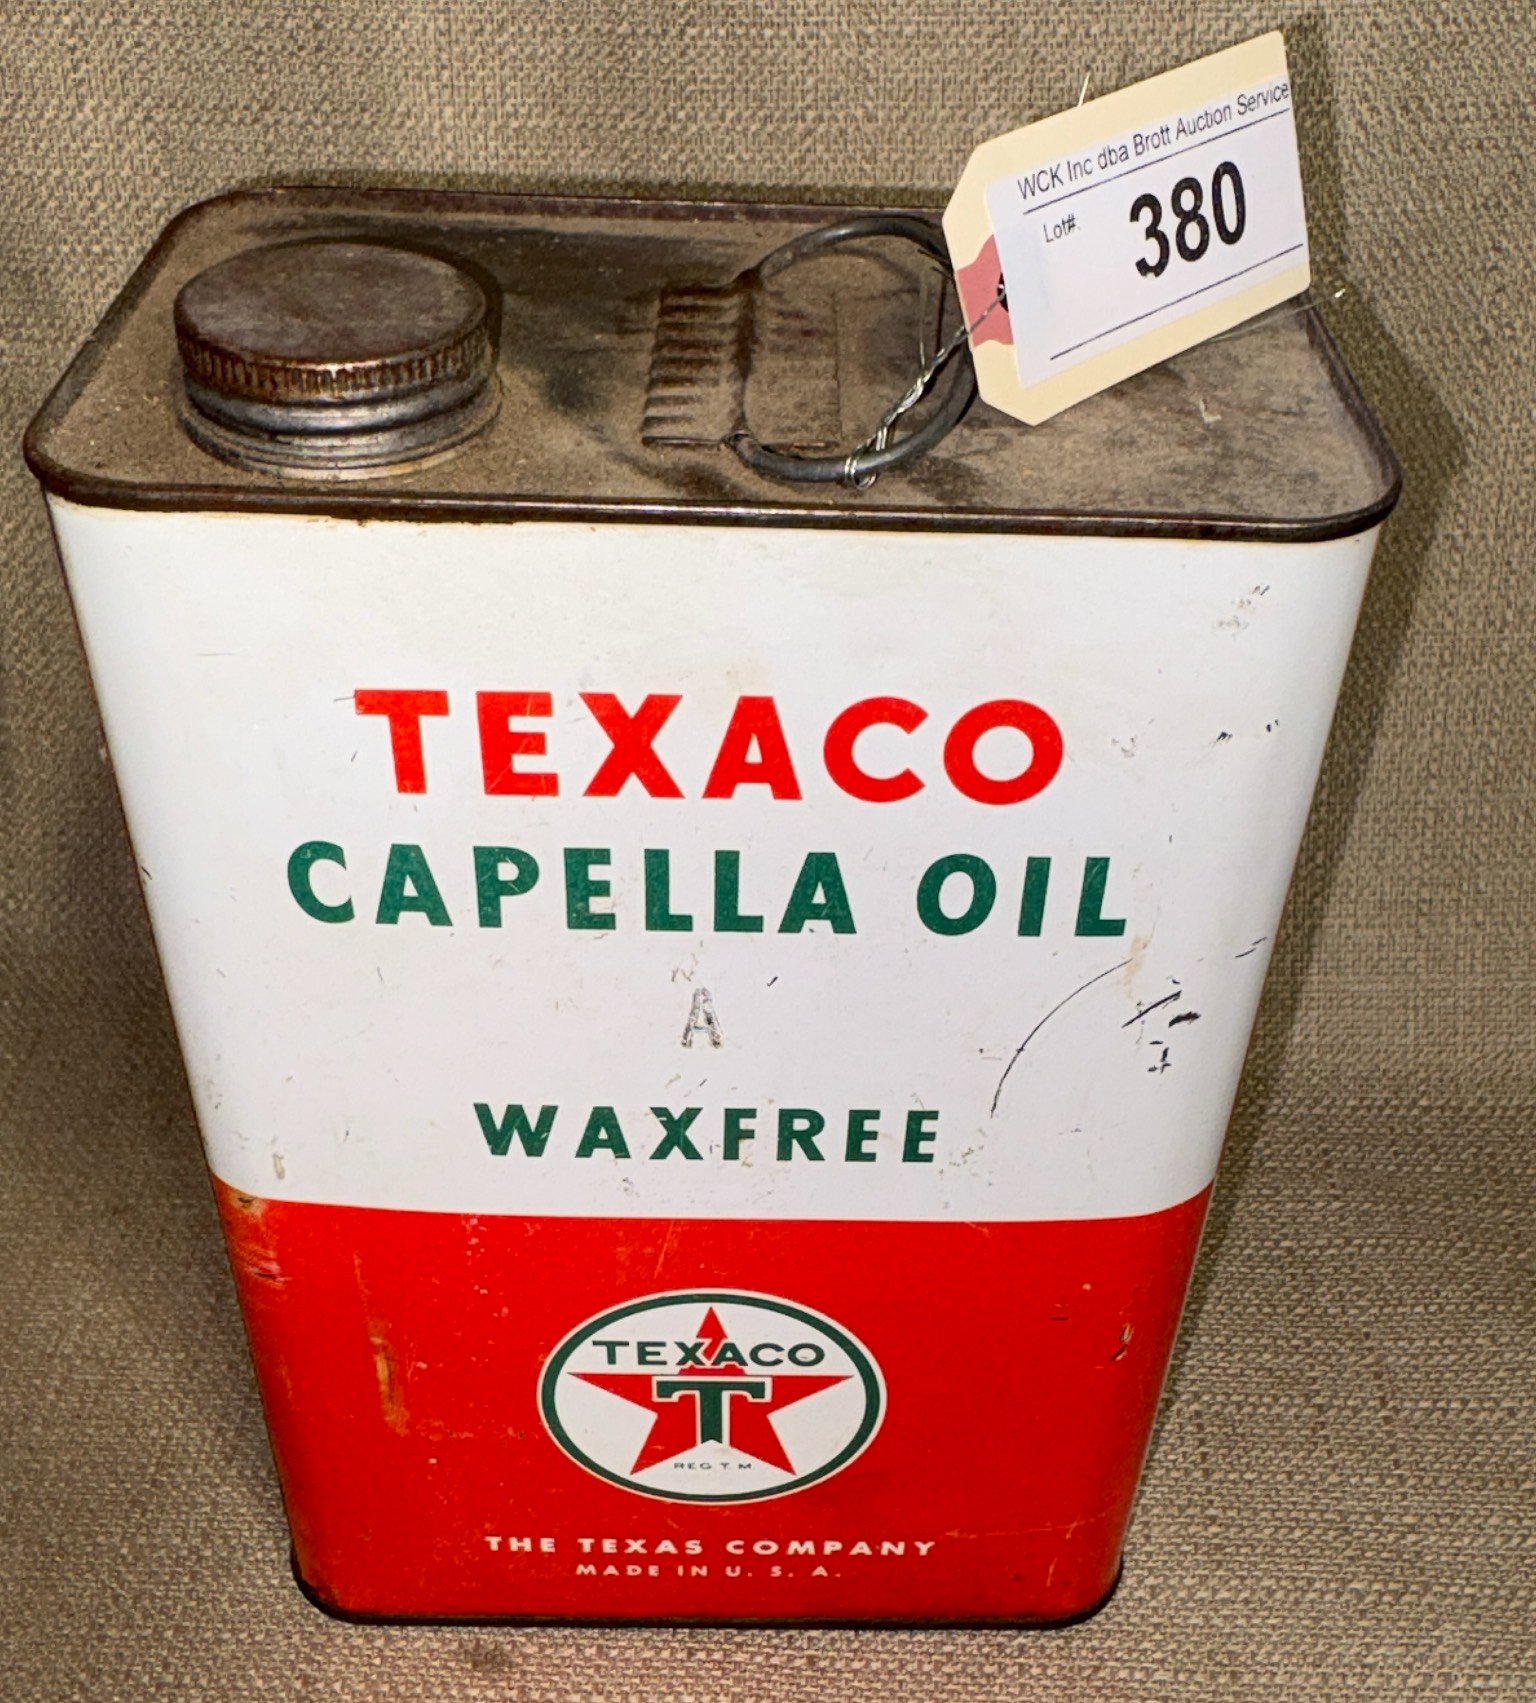 WCK Inc dba Brott Auction Service
Lot#.
380
TEXACO
CAPELLA OIL
A
WAXFREE
TEXACO
T
REG. T. M.
THE TEXAS COMPANY
MADE IN U. S. A.